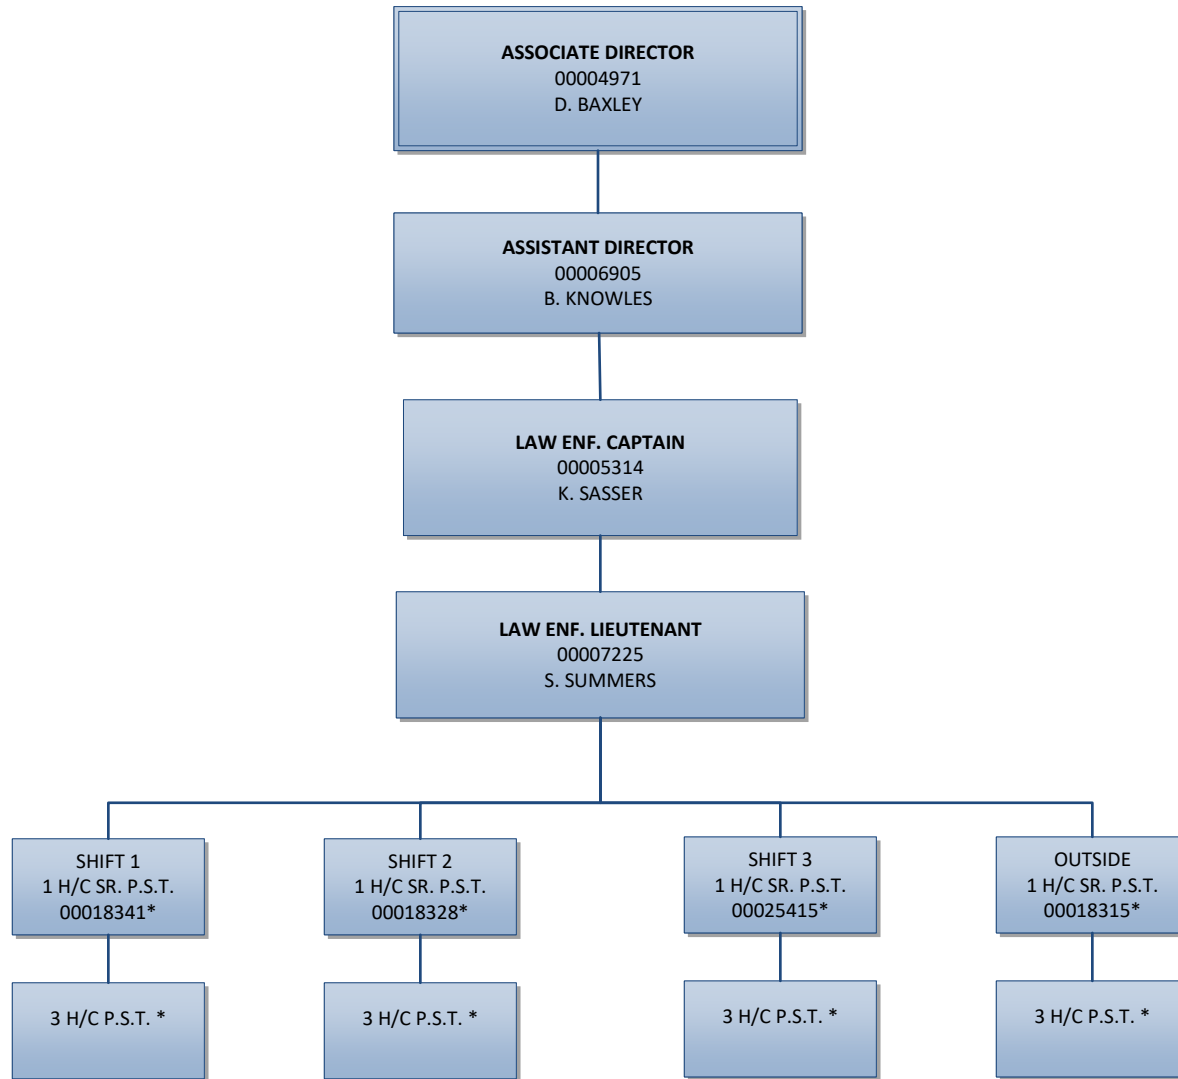 ASSOCIATE DIRECTOR
00004971
D. BAXLEY
ASSISTANT DIRECTOR
00006905
B. KNOWLES
LAW ENF. CAPTAIN
00005314
K. SASSER
LAW ENF. LIEUTENANT
00007225
S. SUMMERS
SHIFT 1
1 H/C SR. P.S.T.
00018341*
SHIFT 2
1 H/C SR. P.S.T.
00018328*
SHIFT 3
1 H/C SR. P.S.T.
00025415*
OUTSIDE
1 H/C SR. P.S.T.
00018315*
3 H/C P.S.T. *
3 H/C P.S.T. *
3 H/C P.S.T. *
3 H/C P.S.T. *